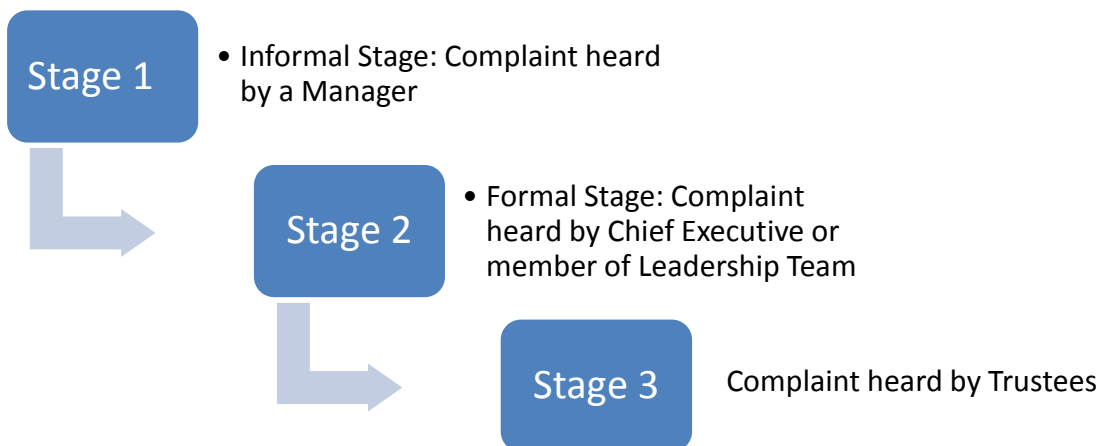 Stage 1
• Informal Stage: Complaint heard
by a Manager
Stage 2
• Formal Stage: Complaint
heard by Chief Executive or
member of Leadership Team
Stage 3
Complaint heard by Trustees